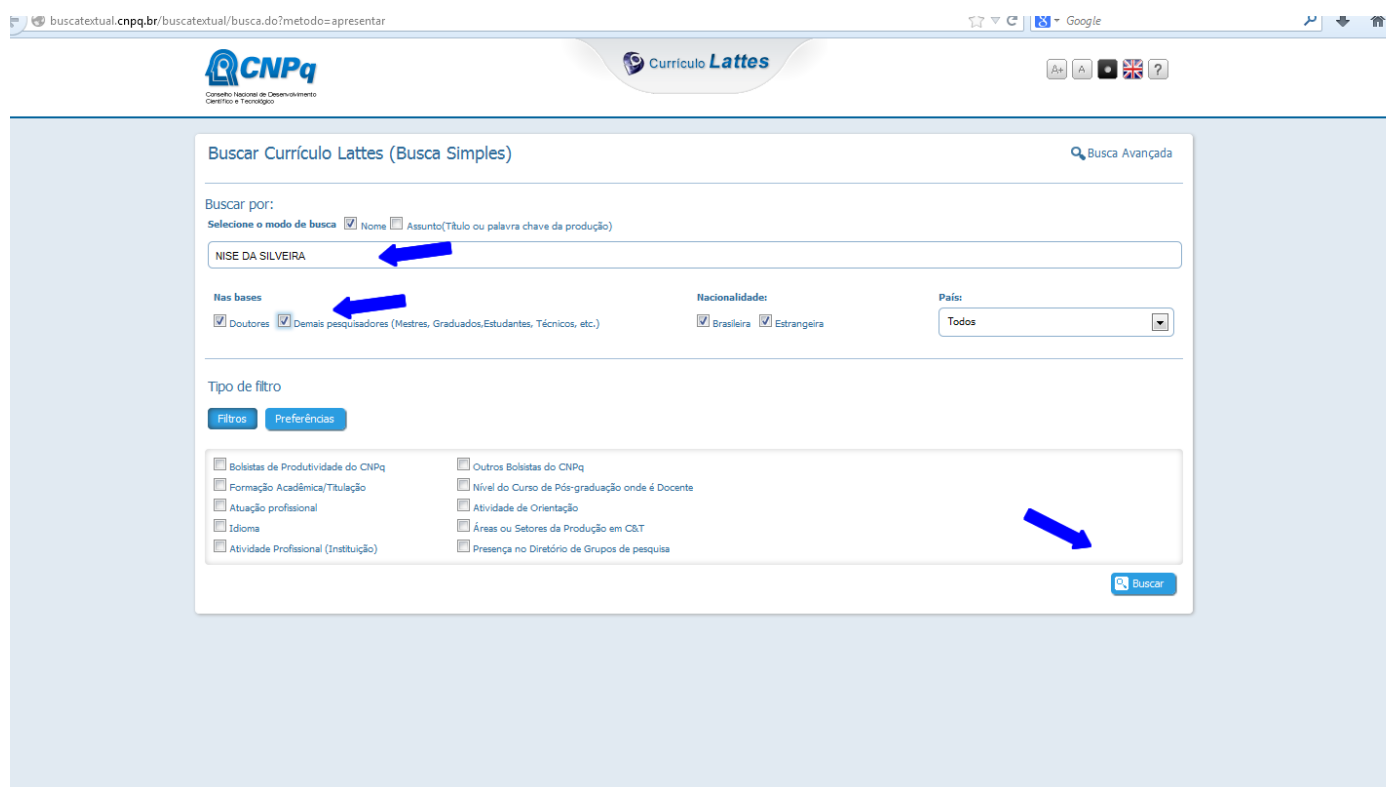 buscatextual.cnpq.br/buscatextual/busca.do?metodo=apresentar
Google
CNPq
Conselho Nacional de Desenvolvimento
Científico e Tecnológico
Currículo Lattes
A+ A ?
Buscar Currículo Lattes (Busca Simples)
Busca Avançada
Buscar por:
Selecione o modo de busca Nome Assunto(Título ou palavra chave da produção)
NISE DA SILVEIRA
Nas bases Nacionalidade: País:
Doutores Demais pesquisadores (Mestres, Graduados,Estudantes, Técnicos, etc.) Brasileira Estrangeira Todos
Tipo de filtro
Filtros Preferências
Bolsistas de Produtividade do CNPq Outros Bolsistas do CNPq
Formação Acadêmica/Titulação Nível do Curso de Pós-graduação onde é Docente
Atuação profissional Atividade de Orientação
Idioma Áreas ou Setores da Produção em C&T
Atividade Profissional (Instituição) Presença no Diretório de Grupos de pesquisa
Buscar